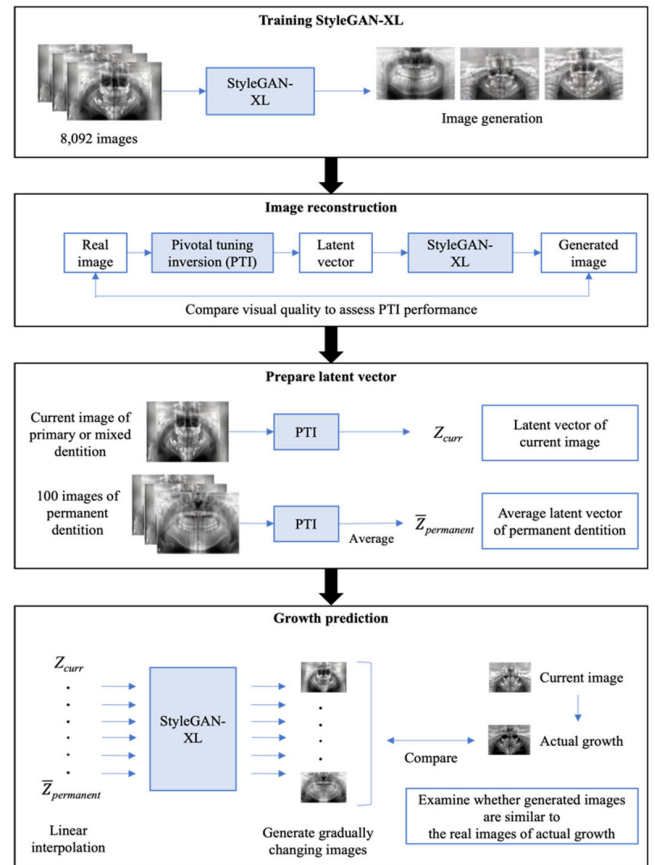 Training StyleGAN-XL
StyleGAN-
XL
8,092 images
Image generation
Image reconstruction
Real
image
Pivotal tuning
inversion (PTI)
Latent
vector
StyleGAN-
XL
Generated
image
Compare visual quality to assess PTI performance
Prepare latent vector
Current image of
primary or mixed
dentition
PTI
Z_curr
Latent vector of
current image
100 images of
permanent
dentition
PTI
Average
Z̅_permanent
Average latent vector
of permanent dentition
Growth prediction
Z_curr
StyleGAN-
XL
Z̅_permanent
Linear
interpolation
Generate gradually
changing images
Compare
Current image
Actual growth
Examine whether generated images
are similar to
the real images of actual growth